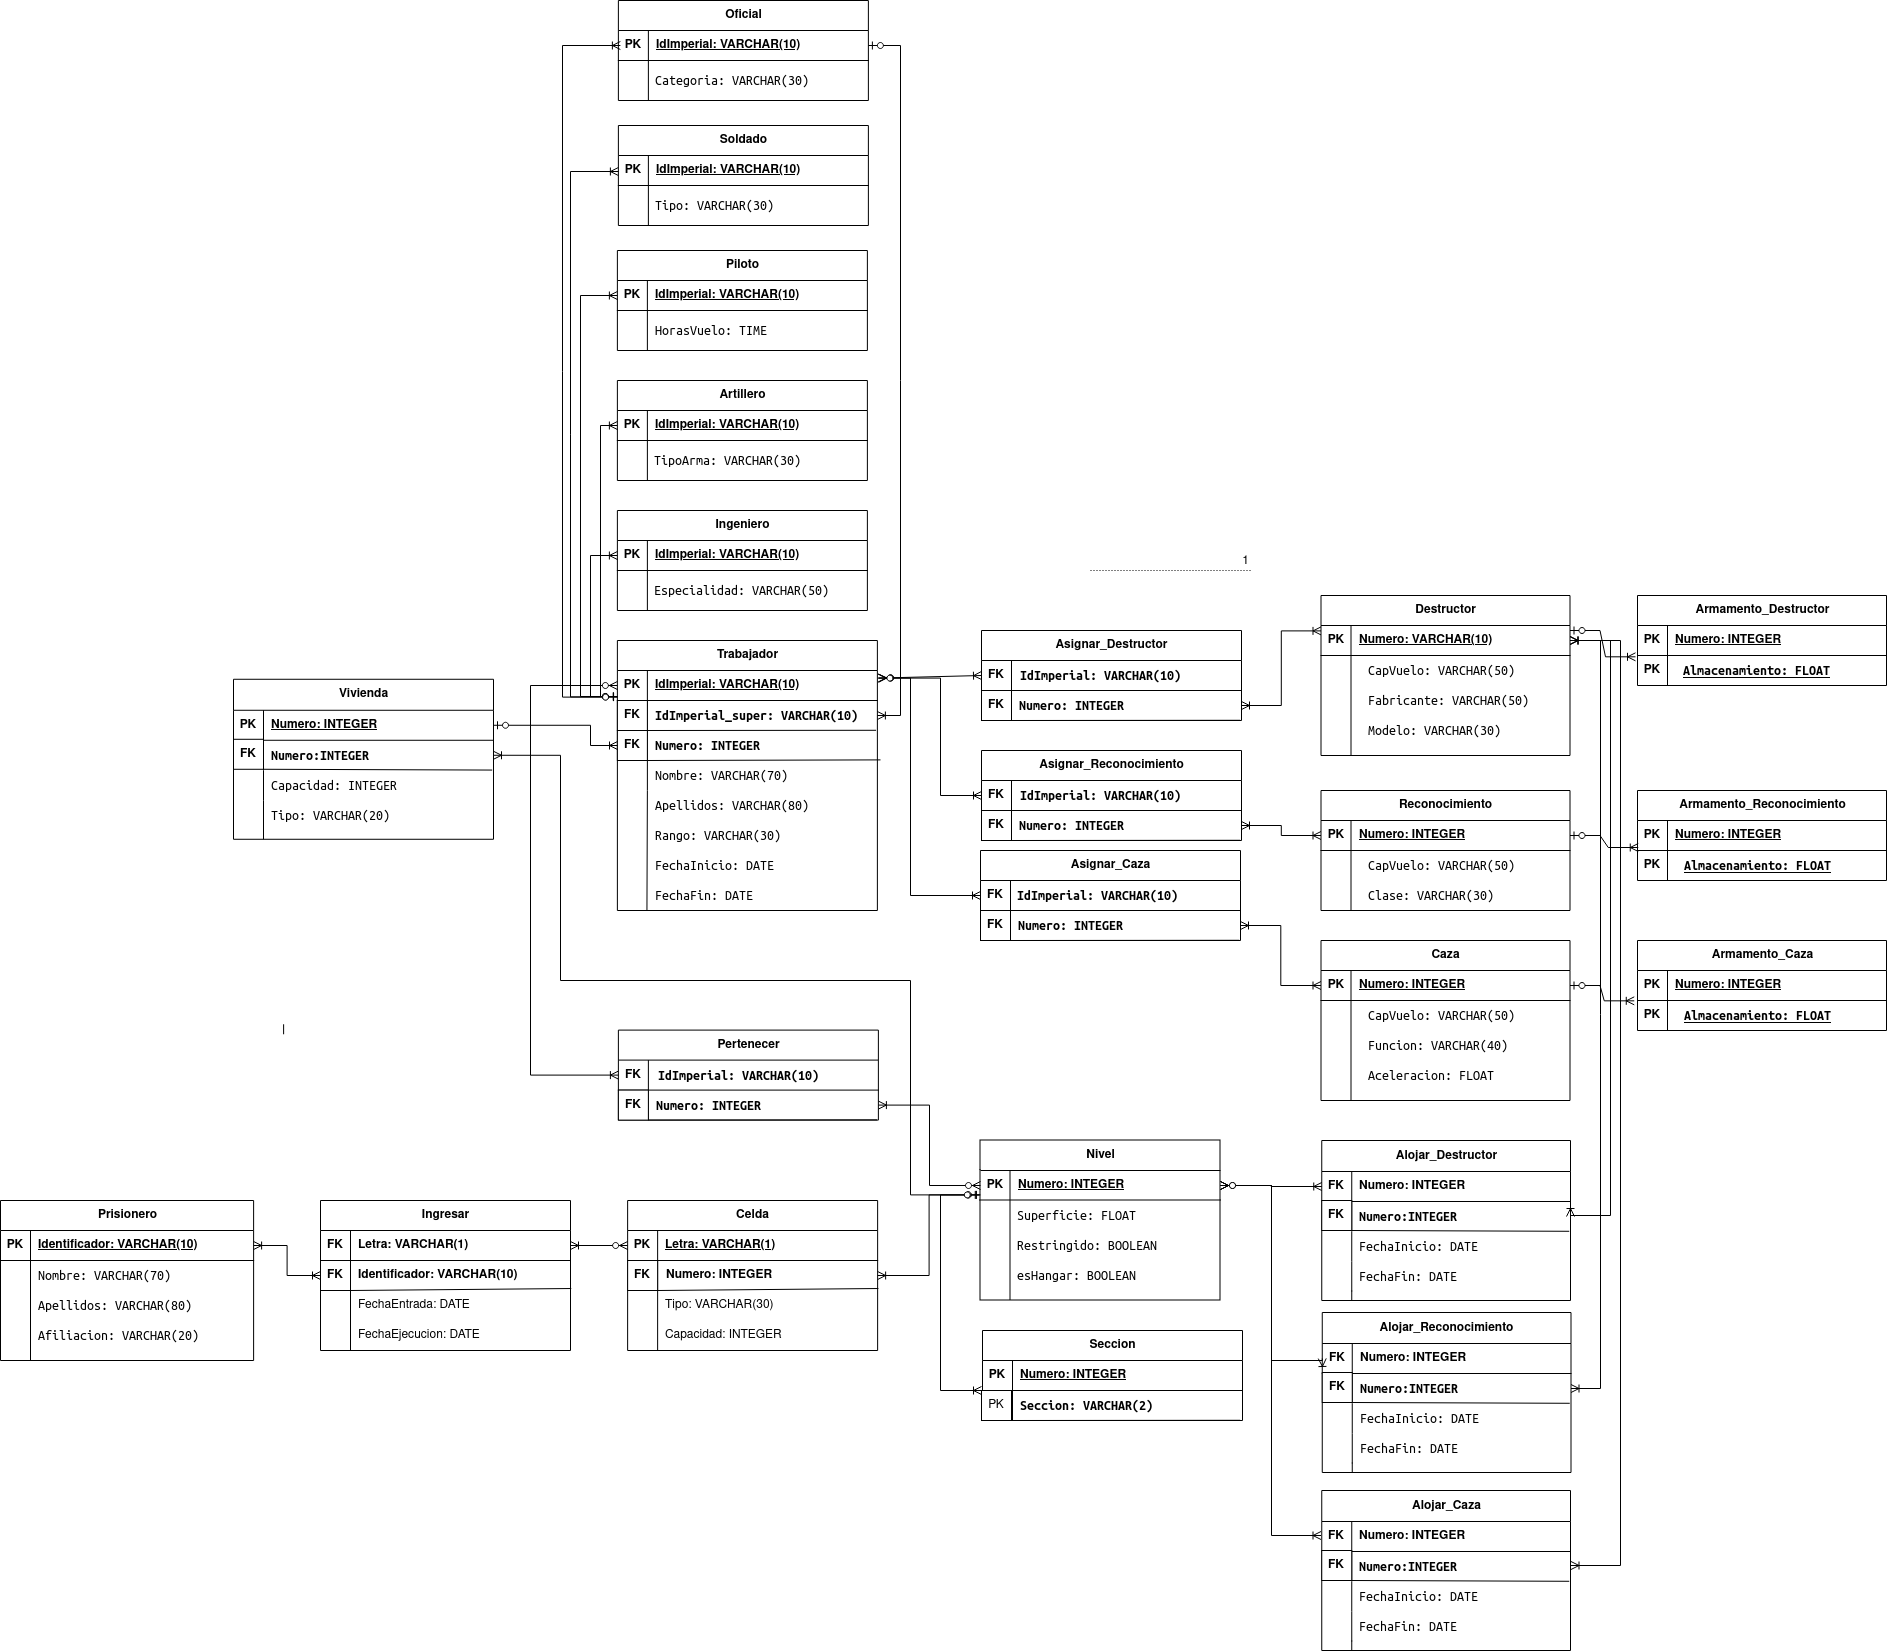 Oficial
PK IdImperial: VARCHAR(10)
Categoria: VARCHAR(30)
Soldado
PK IdImperial: VARCHAR(10)
Tipo: VARCHAR(30)
Piloto
PK IdImperial: VARCHAR(10)
HorasVuelo: TIME
Artillero
PK IdImperial: VARCHAR(10)
TipoArma: VARCHAR(30)
Ingeniero
PK IdImperial: VARCHAR(10)
Especialidad: VARCHAR(50)
Trabajador
PK IdImperial: VARCHAR(10)
FK IdImperial_super: VARCHAR(10)
FK Numero: INTEGER
Nombre: VARCHAR(70)
Apellidos: VARCHAR(80)
Rango: VARCHAR(30)
FechaInicio: DATE
FechaFin: DATE
Vivienda
PK Numero: INTEGER
FK Numero:INTEGER
Capacidad: INTEGER
Tipo: VARCHAR(20)
1
Asignar_Destructor
FK IdImperial: VARCHAR(10)
FK Numero: INTEGER
Asignar_Reconocimiento
FK IdImperial: VARCHAR(10)
FK Numero: INTEGER
Asignar_Caza
FK IdImperial: VARCHAR(10)
FK Numero: INTEGER
Destructor
PK Numero: VARCHAR(10)
CapVuelo: VARCHAR(50)
Fabricante: VARCHAR(50)
Modelo: VARCHAR(30)
Reconocimiento
PK Numero: INTEGER
CapVuelo: VARCHAR(50)
Clase: VARCHAR(30)
Caza
PK Numero: INTEGER
CapVuelo: VARCHAR(50)
Funcion: VARCHAR(40)
Aceleracion: FLOAT
Armamento_Destructor
PK Numero: INTEGER
PK Almacenamiento: FLOAT
Armamento_Reconocimiento
PK Numero: INTEGER
PK Almacenamiento: FLOAT
Armamento_Caza
PK Numero: INTEGER
PK Almacenamiento: FLOAT
Pertenecer
FK IdImperial: VARCHAR(10)
FK Numero: INTEGER
Prisionero
PK Identificador: VARCHAR(10)
Nombre: VARCHAR(70)
Apellidos: VARCHAR(80)
Afiliacion: VARCHAR(20)
Ingresar
FK Letra: VARCHAR(1)
FK Identificador: VARCHAR(10)
FechaEntrada: DATE
FechaEjecucion: DATE
Celda
PK Letra: VARCHAR(1)
FK Numero: INTEGER
Tipo: VARCHAR(30)
Capacidad: INTEGER
Nivel
PK Numero: INTEGER
Superficie: FLOAT
Restringido: BOOLEAN
esHangar: BOOLEAN
Seccion
PK Numero: INTEGER
PK Seccion: VARCHAR(2)
Alojar_Destructor
FK Numero: INTEGER
FK Numero:INTEGER
FechaInicio: DATE
FechaFin: DATE
Alojar_Reconocimiento
FK Numero: INTEGER
FK Numero:INTEGER
FechaInicio: DATE
FechaFin: DATE
Alojar_Caza
FK Numero: INTEGER
FK Numero:INTEGER
FechaInicio: DATE
FechaFin: DATE